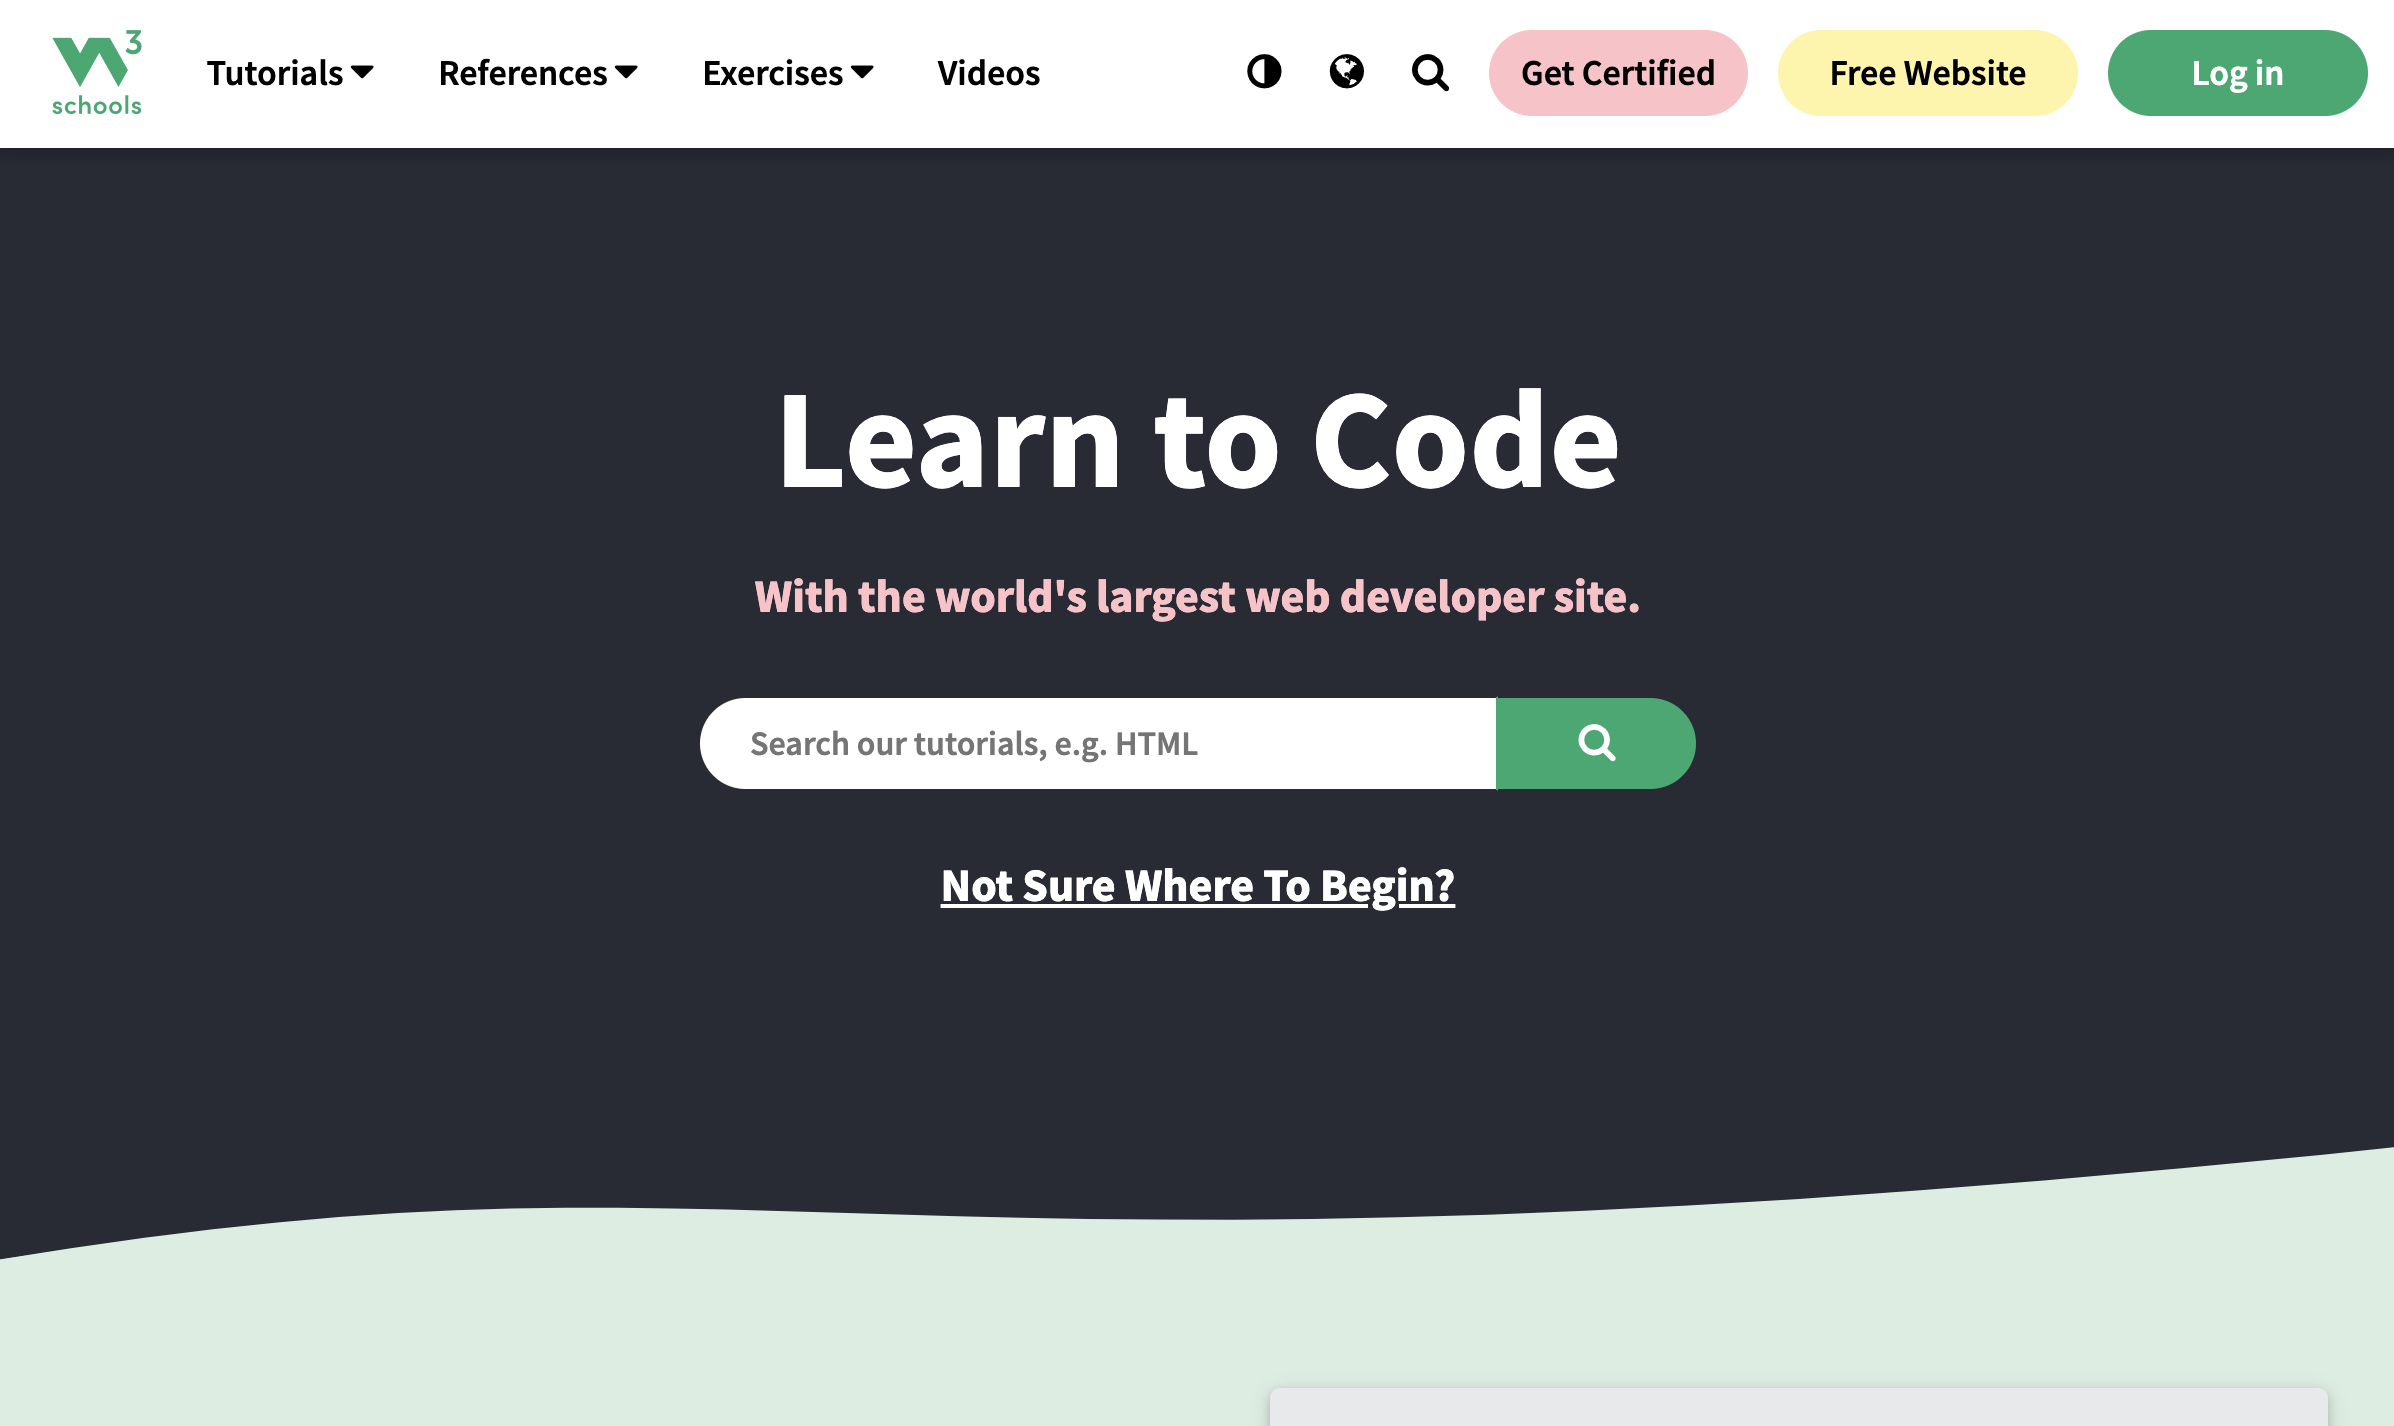 W3
schools
Tutorials
References
Exercises
Videos
Get Certified
Free Website
Log in
Learn to Code
With the world's largest web developer site.
Search our tutorials, e.g. HTML
Not Sure Where To Begin?